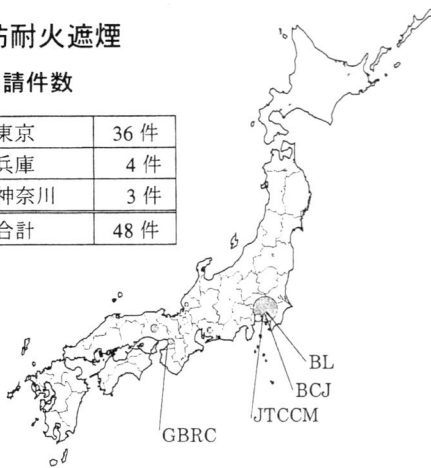 防耐火遮煙
請件数
東京 36 件
兵庫 4 件
神奈川 3 件
合計 48 件
BL
BCJ
JTCCM
GBRC